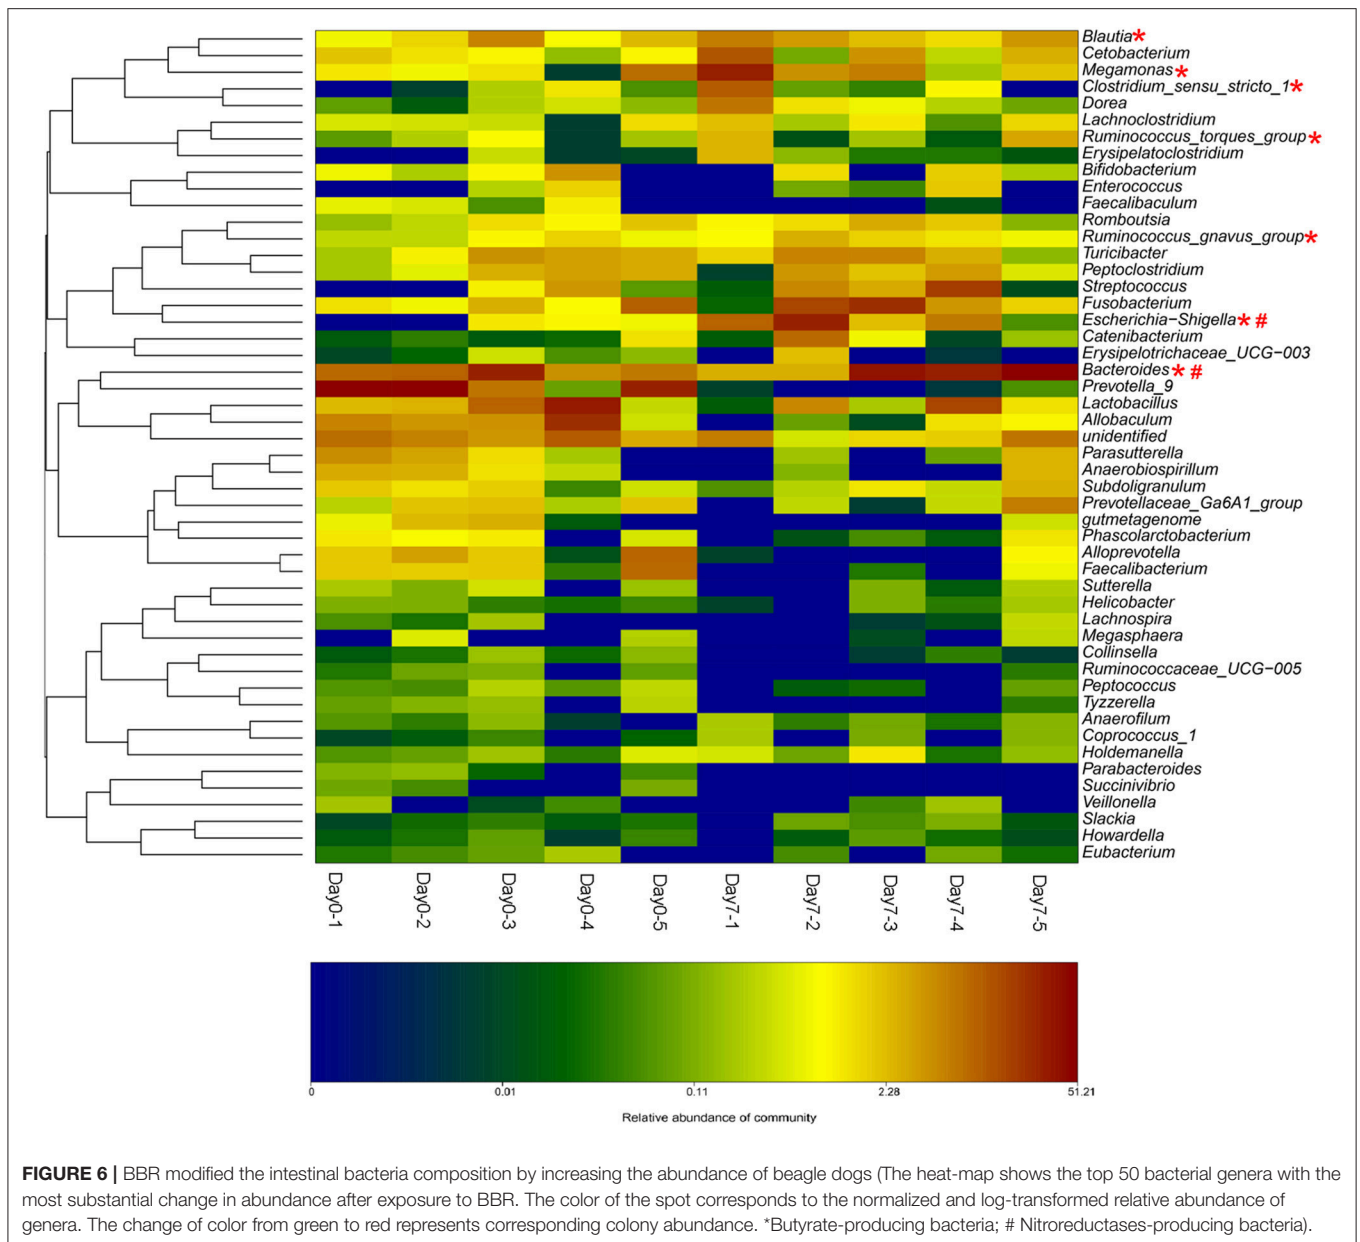 Blautia*
Cetobacterium
Megamonas*
Clostridium_sensu_stricto_1*
Dorea
Lachnoclostridium
Ruminococcus_torques_group*
Erysipelatoclostridium
Bifidobacterium
Enterococcus
Faecalibaculum
Romboutsia
Ruminococcus_gnavus_group*
Turicibacter
Peptoclostridium
Streptococcus
Fusobacterium
Escherichia−Shigella* #
Catenibacterium
Erysipelotrichaceae_UCG−003
Bacteroides* #
Prevotella_9
Lactobacillus
Allobaculum
unidentified
Parasutterella
Anaerobiospirillum
Subdoligranulum
Prevotellaceae_Ga6A1_group
gutmetagenome
Phascolarctobacterium
Alloprevotella
Faecalibacterium
Sutterella
Helicobacter
Lachnospira
Megasphaera
Collinsella
Ruminococcaceae_UCG−005
Peptococcus
Tyzzerella
Anaerofilum
Coprococcus_1
Holdemanella
Parabacteroides
Succinivibrio
Veillonella
Slackia
Howardella
Eubacterium
Day0-1
Day0-2
Day0-3
Day0-4
Day0-5
Day7-1
Day7-2
Day7-3
Day7-4
Day7-5
0 0.01 0.11 2.28 51.21
Relative abundance of community
FIGURE 6 | BBR modified the intestinal bacteria composition by increasing the abundance of beagle dogs (The heat-map shows the top 50 bacterial genera with the
most substantial change in abundance after exposure to BBR. The color of the spot corresponds to the normalized and log-transformed relative abundance of
genera. The change of color from green to red represents corresponding colony abundance. *Butyrate-producing bacteria; # Nitroreductases-producing bacteria).